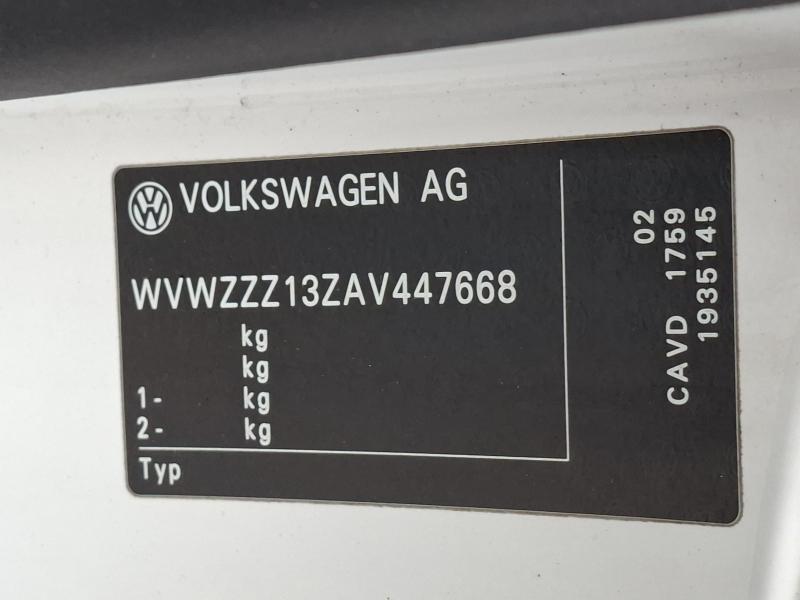 VOLKSWAGEN AG
WVWZZZ13ZAV447668
kg
kg
1- kg
2- kg
Typ
02
CAVD 1759
1935145